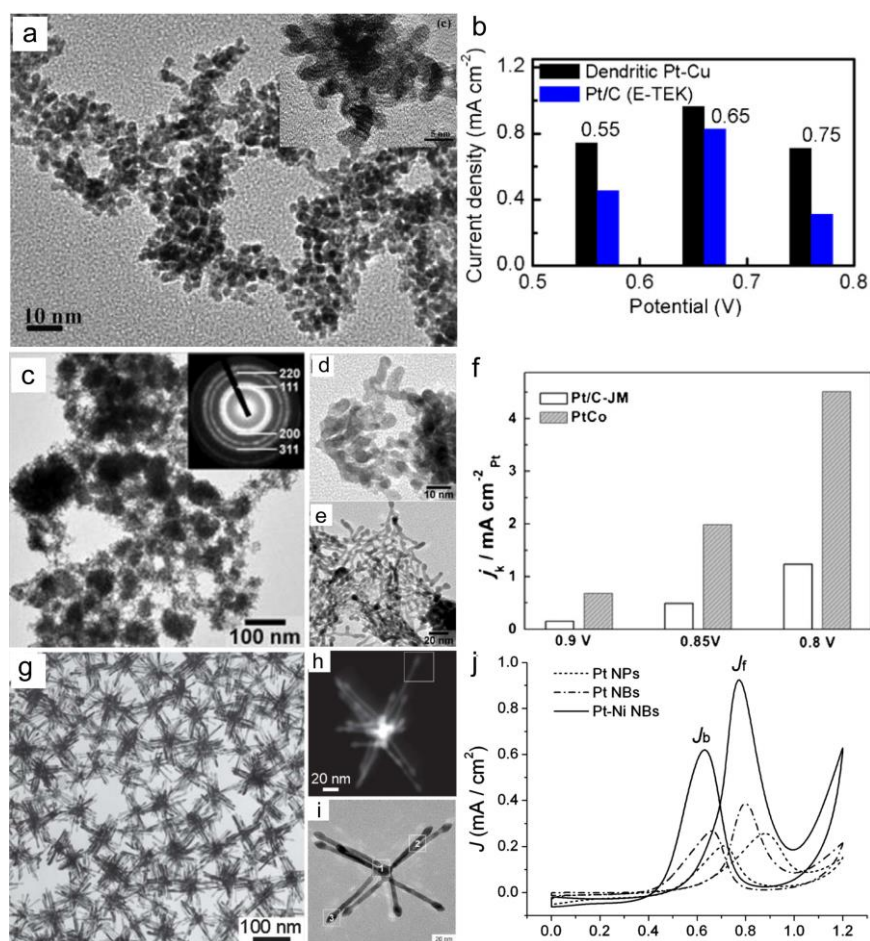 a
(c)
5 nm
10 nm
b
Current density (mA cm⁻²)
1.2
0.8
0.4
0.0
Dendritic Pt-Cu
Pt/C (E-TEK)
0.55
0.65
0.75
0.5
0.6
0.7
0.8
Potential (V)
c
220
111
200
311
100 nm
d
10 nm
e
20 nm
f
jₖ / mA cm⁻²Pt
4
3
2
1
0
Pt/C-JM
PtCo
0.9 V
0.85V
0.8 V
g
100 nm
h
20 nm
i
1
2
3
20 nm
j
J (mA / cm²)
1.0
0.8
0.6
0.4
0.2
0.0
Pt NPs
Pt NBs
Pt-Ni NBs
Jb
Jf
0.0
0.2
0.4
0.6
0.8
1.0
1.2